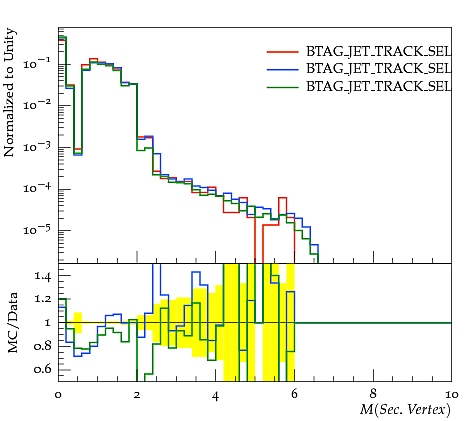 Normalized to Unity
BTAG_JET_TRACK_SEL
BTAG_JET_TRACK_SEL
BTAG_JET_TRACK_SEL
10⁻¹
10⁻²
10⁻³
10⁻⁴
10⁻⁵
MC/Data
1.4
1.2
1
0.8
0.6
0 2 4 6 8 10
M(Sec. Vertex)